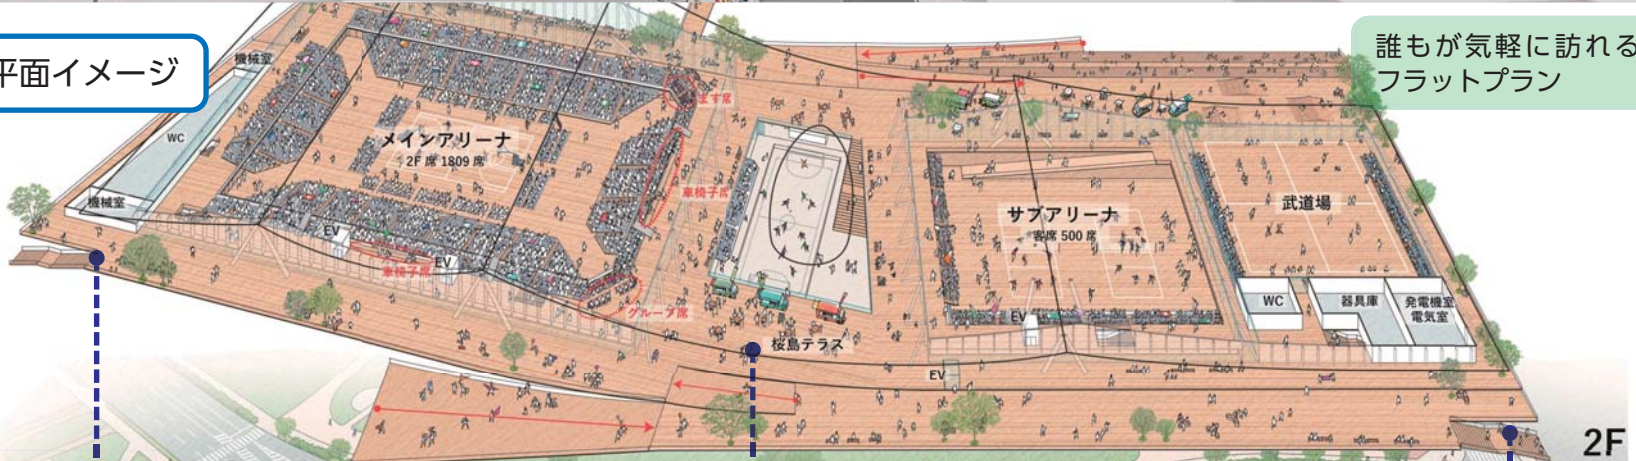 平面イメージ
誰もが気軽に訪れる
フラットプラン
機械室
WC
機械室
メインアリーナ
2F 席 1809 席
ます席
車椅子席
EV
車椅子席
EV
グループ席
桜島テラス
サブアリーナ
客席 500 席
EV
EV
武道場
WC
器具庫
発電機室
電気室
2F